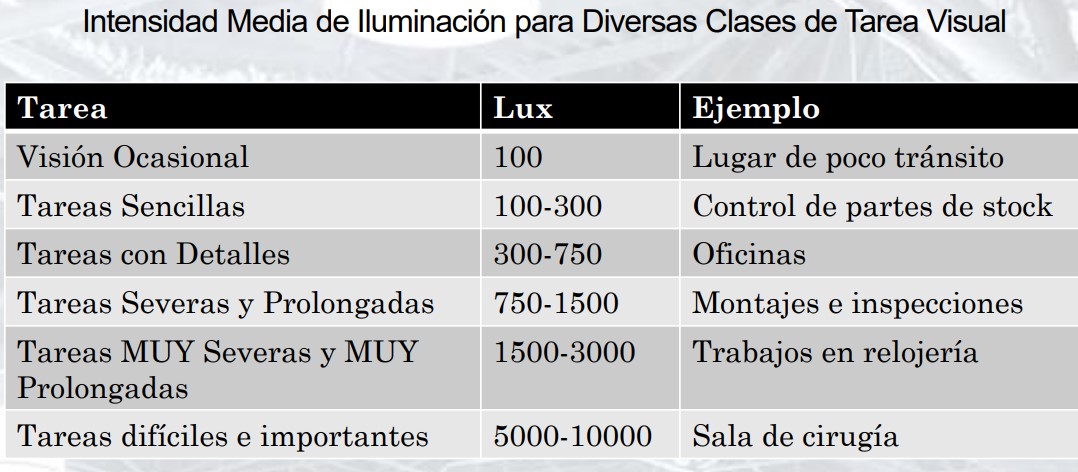 Intensidad Media de Iluminación para Diversas Clases de Tarea Visual
Tarea Lux Ejemplo
Visión Ocasional 100 Lugar de poco tránsito
Tareas Sencillas 100-300 Control de partes de stock
Tareas con Detalles 300-750 Oficinas
Tareas Severas y Prolongadas 750-1500 Montajes e inspecciones
Tareas MUY Severas y MUY 1500-3000 Trabajos en relojería
Prolongadas
Tareas difíciles e importantes 5000-10000 Sala de cirugía